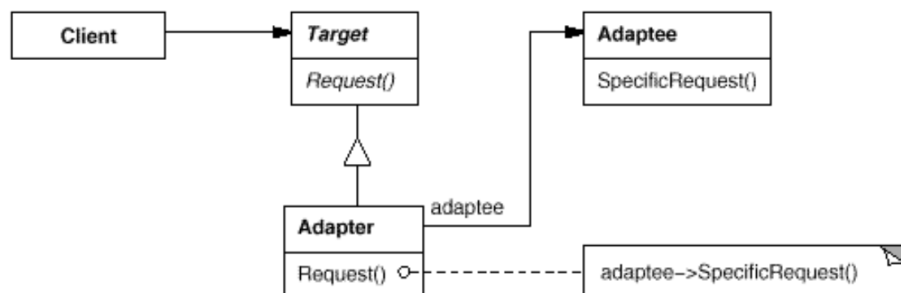 Client
Target
Request()
Adaptee
SpecificRequest()
adaptee
Adapter
Request()
adaptee->SpecificRequest()